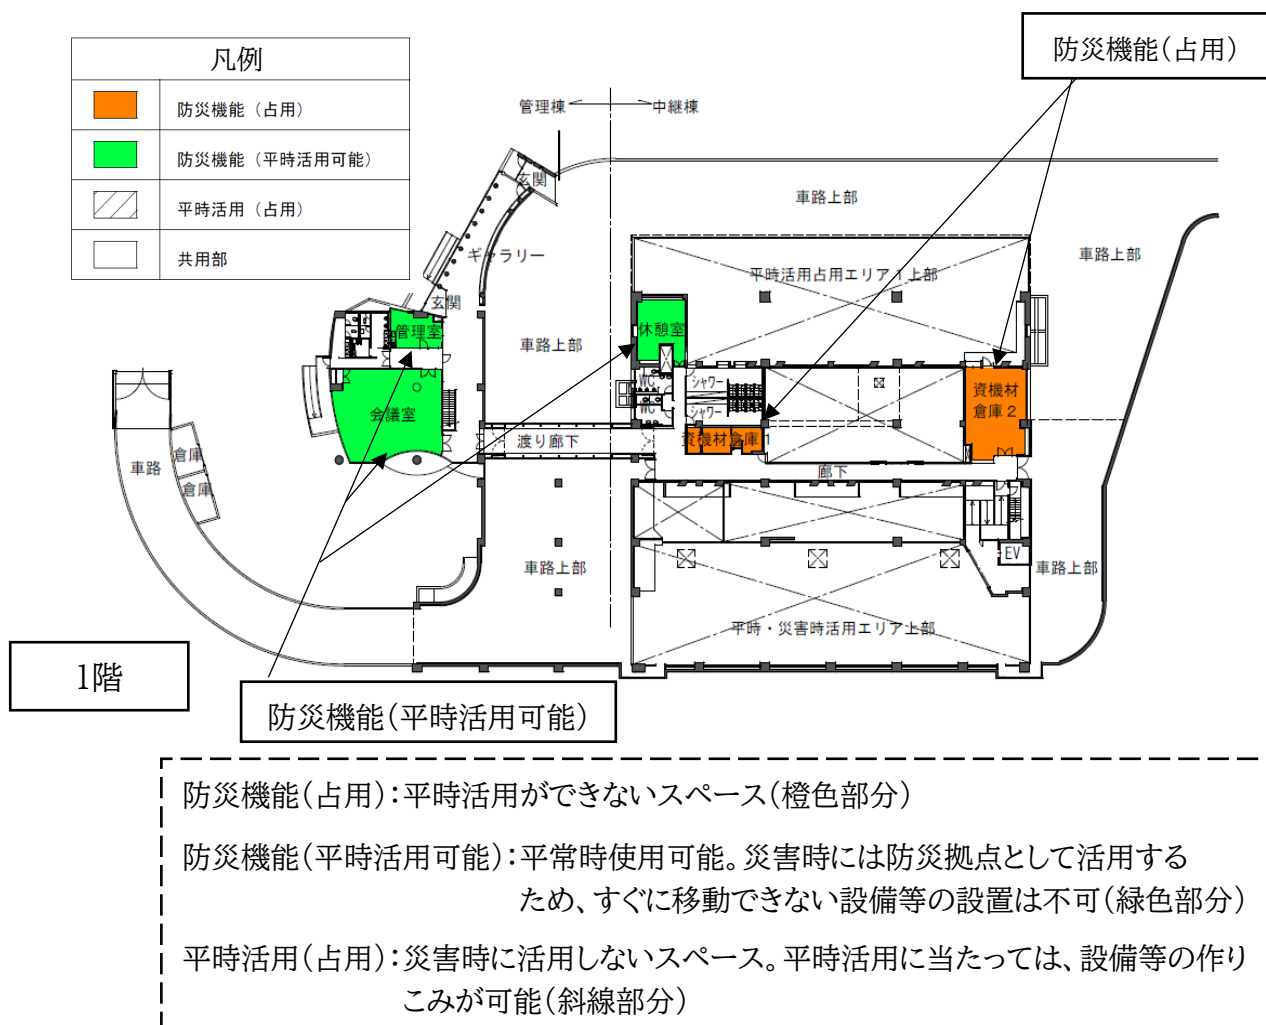 防災機能（占用）
凡例
防災機能（占用）
防災機能（平時活用可能）
平時活用（占用）
共用部
管理棟
中継棟
玄関
車路上部
ギャラリー
車路上部
平時活用占用エリア1上部
玄関
管理室
休憩室
車路上部
WC
シャワー
資機材
倉庫2
会議室
WC
シャワー
資機材倉庫1
渡り廊下
車路
倉庫
倉庫
廊下
EV
車路上部
車路上部
平時・災害時活用エリア上部
1階
防災機能（平時活用可能）
防災機能（占用）：平時活用ができないスペース（橙色部分）
防災機能（平時活用可能）：平常時使用可能。災害時には防災拠点として活用する
ため、すぐに移動できない設備等の設置は不可（緑色部分）
平時活用（占用）：災害時に活用しないスペース。平時活用に当たっては、設備等の作り
こみが可能（斜線部分）